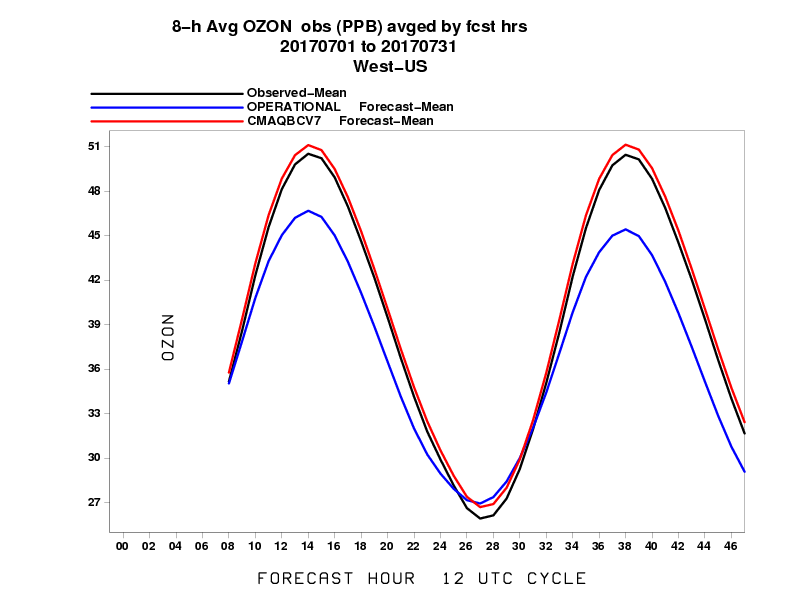 8-h Avg OZON obs (PPB) avged by fcst hrs
20170701 to 20170731
West-US
Observed-Mean
OPERATIONAL Forecast-Mean
CMAQBCV7 Forecast-Mean
51
48
45
42
39
36
33
30
27
OZON
00 02 04 06 08 10 12 14 16 18 20 22 24 26 28 30 32 34 36 38 40 42 44 46
FORECAST HOUR 12 UTC CYCLE